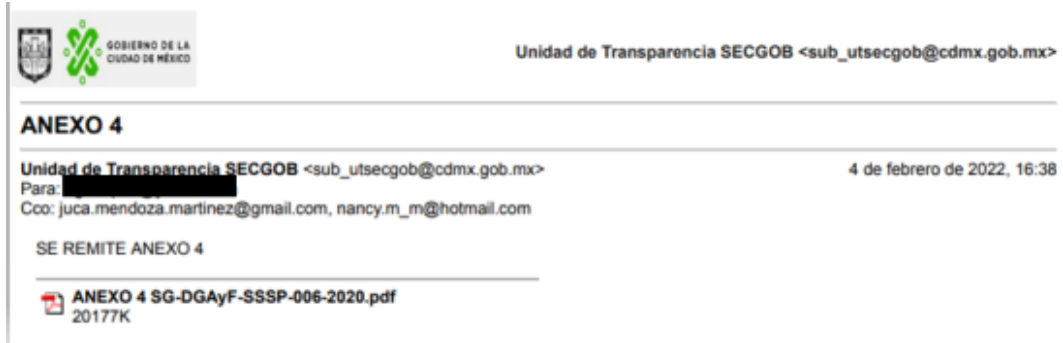 GOBIERNO DE LA
CIUDAD DE MÉXICO
Unidad de Transparencia SECGOB <sub_utsecgob@cdmx.gob.mx>
ANEXO 4
Unidad de Transparencia SECGOB <sub_utsecgob@cdmx.gob.mx>
4 de febrero de 2022, 16:38
Para:
Cco: juca.mendoza.martinez@gmail.com, nancy.m_m@hotmail.com
SE REMITE ANEXO 4
ANEXO 4 SG-DGAyF-SSSP-006-2020.pdf
20177K